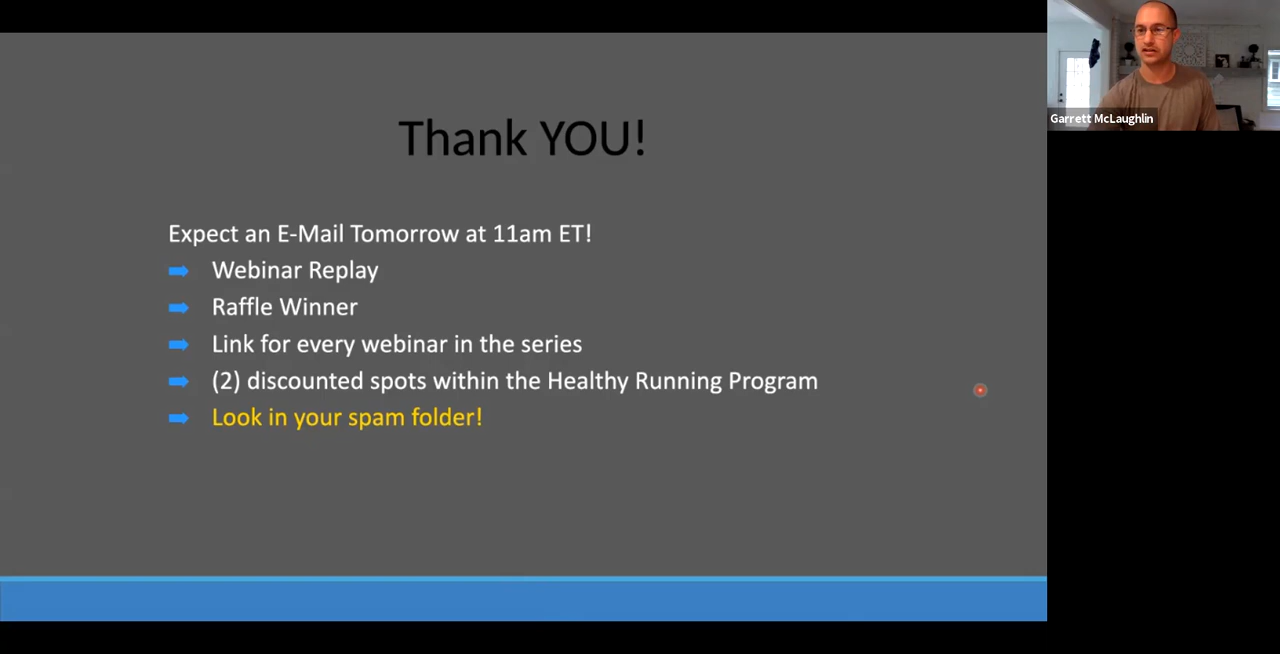 Thank YOU!
Expect an E-Mail Tomorrow at 11am ET!
Webinar Replay
Raffle Winner
Link for every webinar in the series
(2) discounted spots within the Healthy Running Program
Look in your spam folder!
Garrett McLaughlin